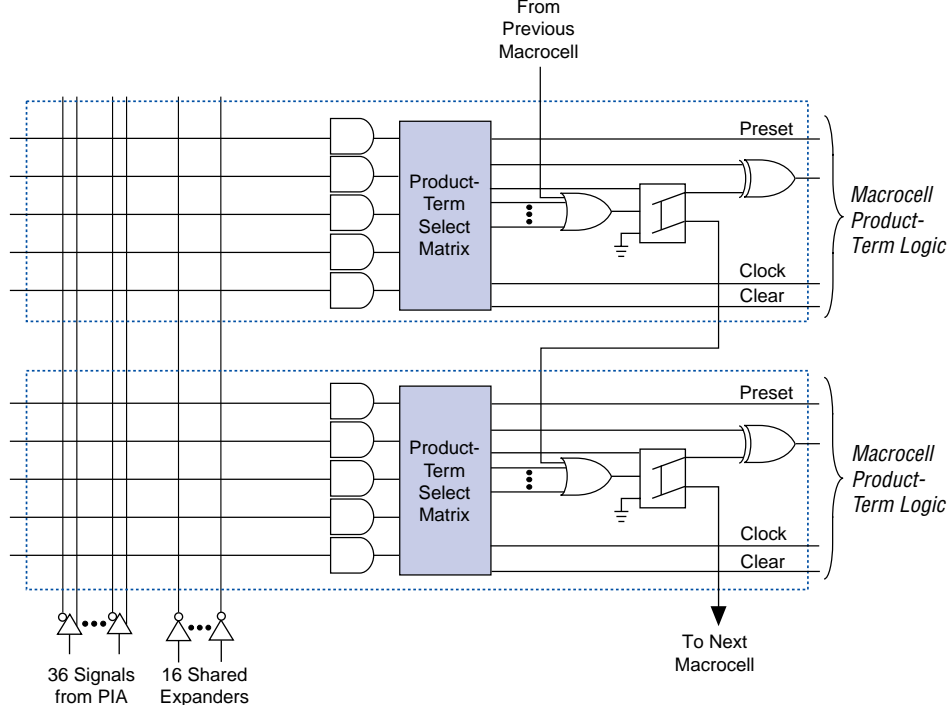 From
Previous
Macrocell
Preset
Product-
Term
Select
Matrix
Macrocell
Product-
Term Logic
Clock
Clear
Preset
Product-
Term
Select
Matrix
Macrocell
Product-
Term Logic
Clock
Clear
To Next
Macrocell
36 Signals
from PIA
16 Shared
Expanders